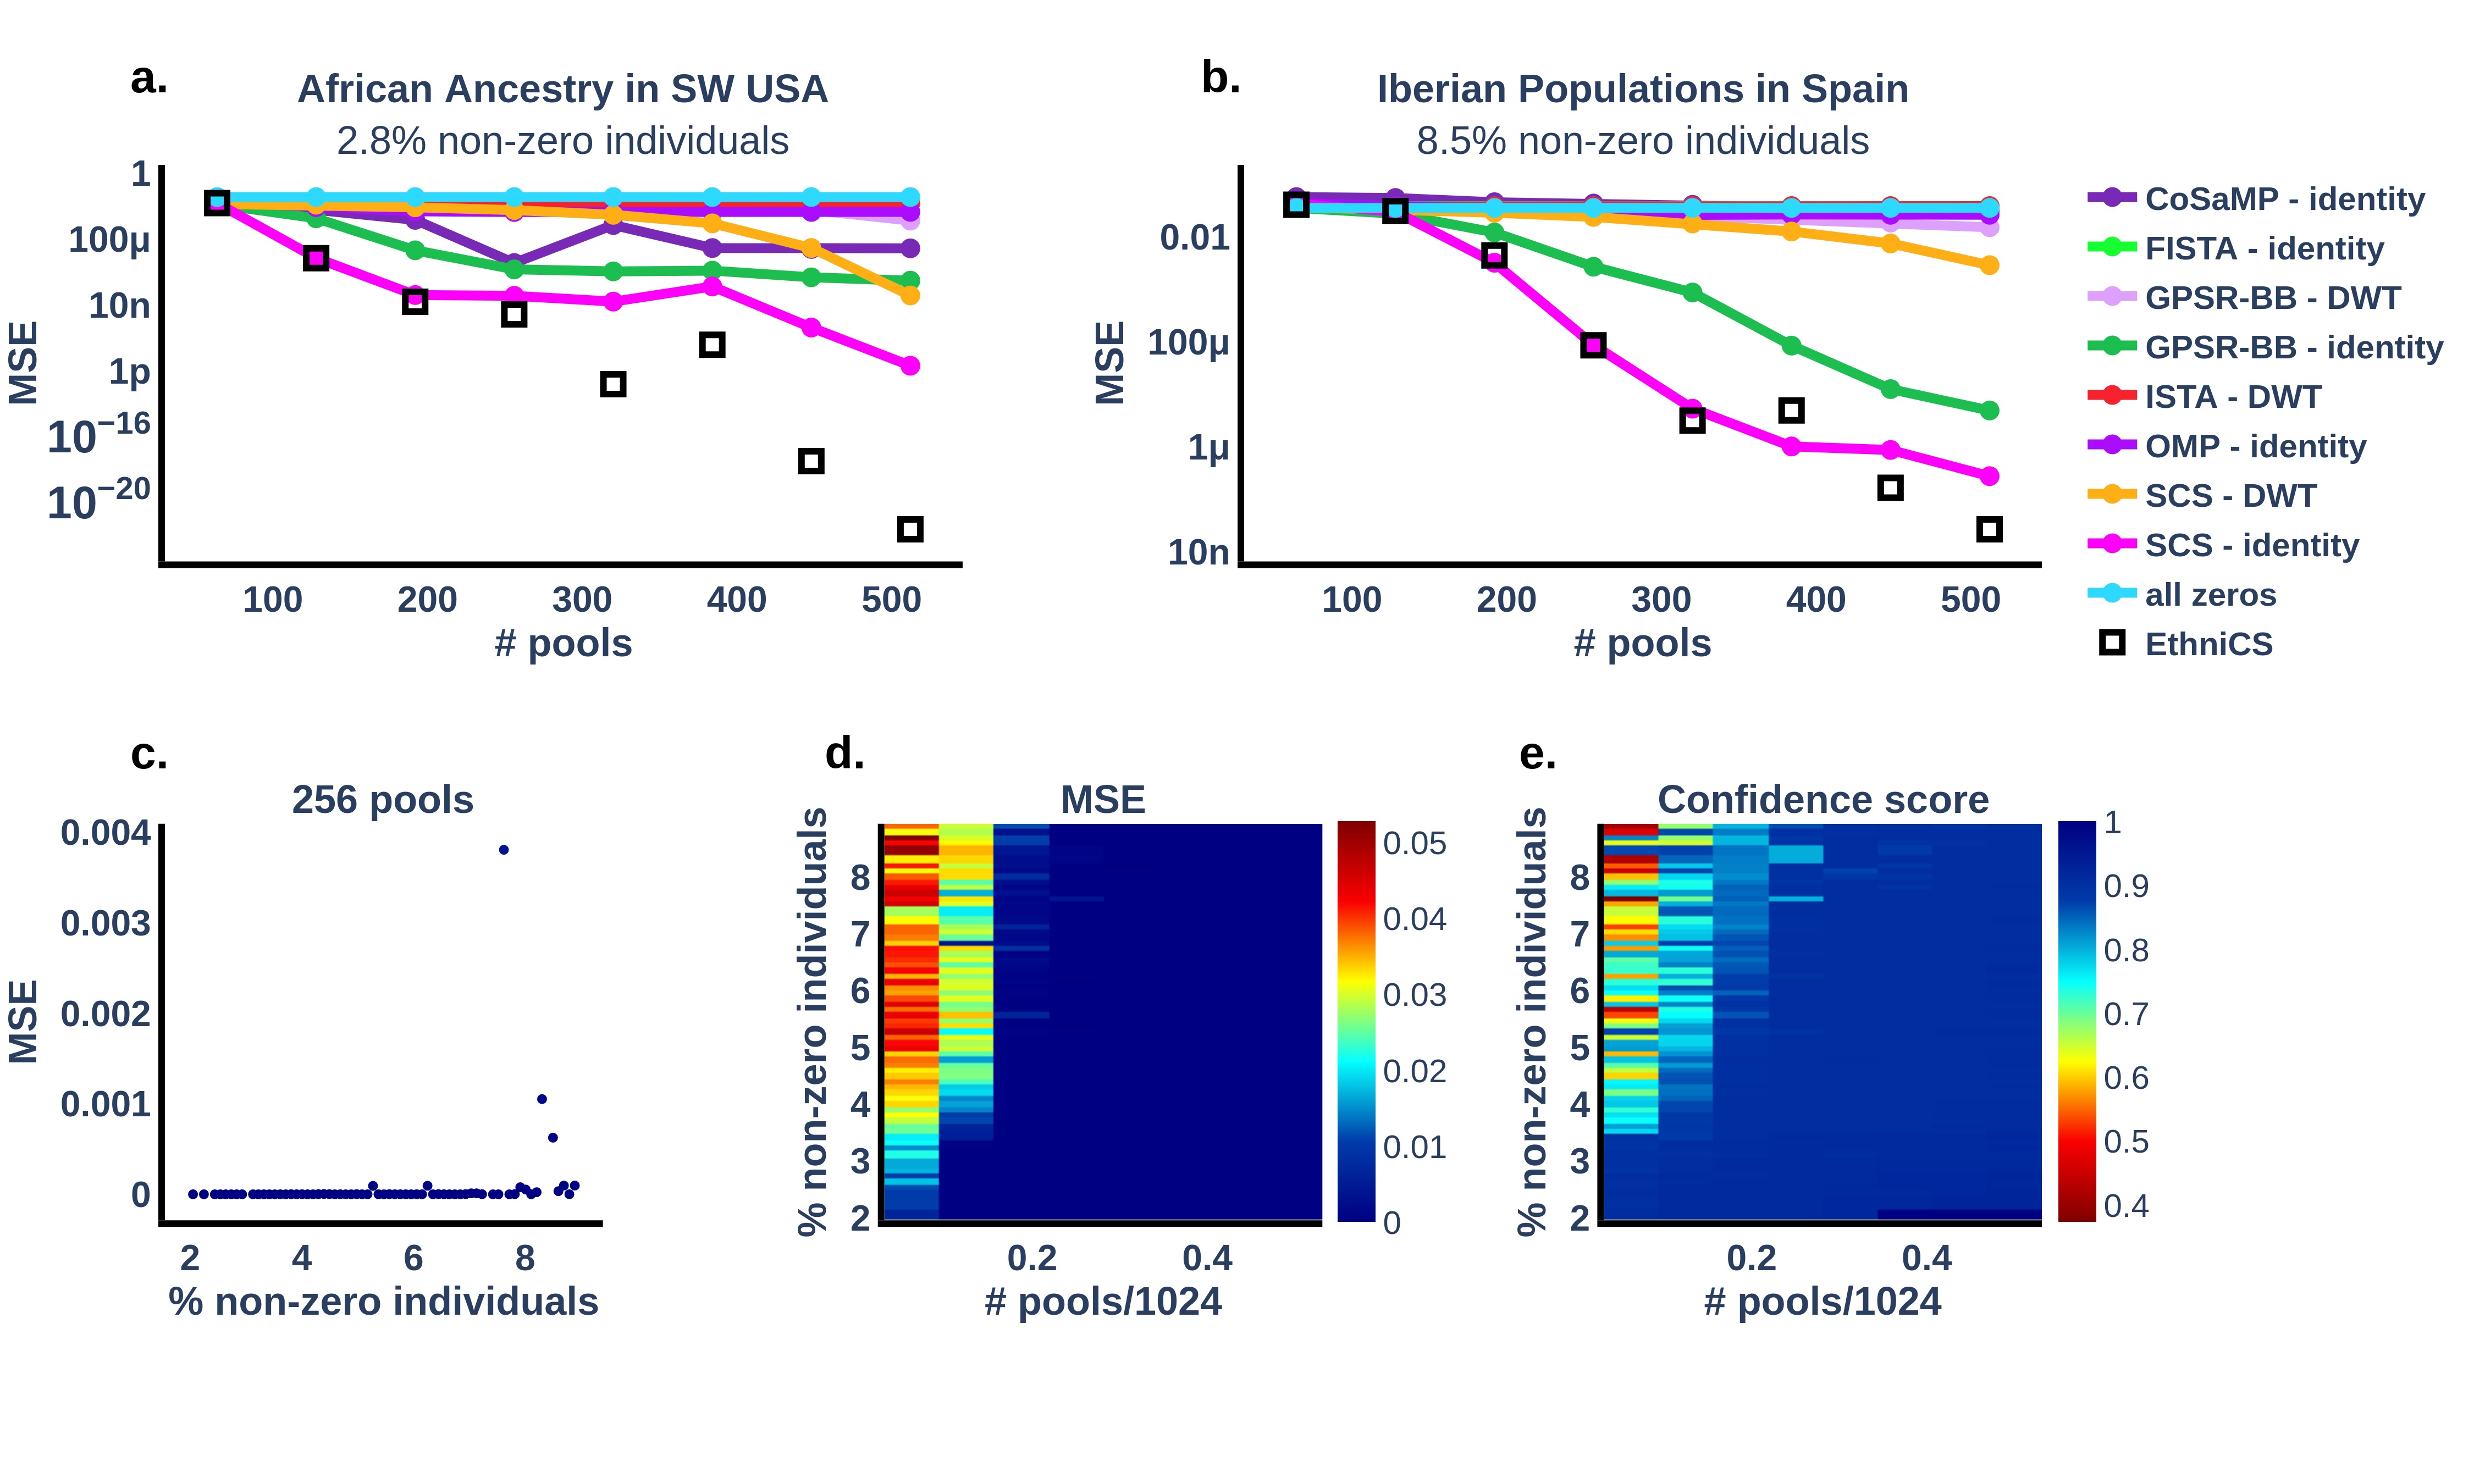 a.
African Ancestry in SW USA
2.8% non-zero individuals
1
100μ
10n
1p
10−16
10−20
MSE
100 200 300 400 500
# pools
b.
Iberian Populations in Spain
8.5% non-zero individuals
0.01
100μ
1μ
10n
MSE
100 200 300 400 500
# pools
CoSaMP - identity
FISTA - identity
GPSR-BB - DWT
GPSR-BB - identity
ISTA - DWT
OMP - identity
SCS - DWT
SCS - identity
all zeros
EthniCS
c.
256 pools
0.004
0.003
0.002
0.001
0
MSE
2 4 6 8
% non-zero individuals
d.
MSE
8
7
6
5
4
3
2
% non-zero individuals
0.2 0.4
# pools/1024
0.05
0.04
0.03
0.02
0.01
0
e.
Confidence score
8
7
6
5
4
3
2
% non-zero individuals
0.2 0.4
# pools/1024
1
0.9
0.8
0.7
0.6
0.5
0.4